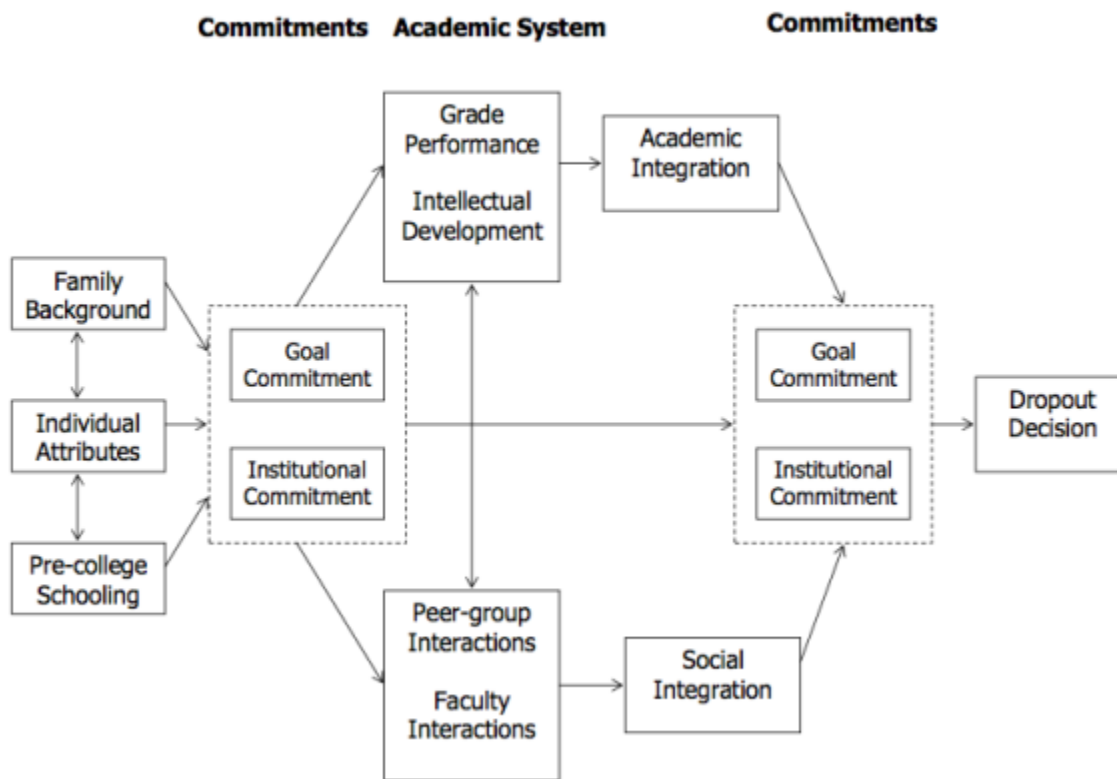 Commitments
Academic System
Commitments
Grade
Performance
Intellectual
Development
Academic
Integration
Family
Background
Individual
Attributes
Pre-college
Schooling
Goal
Commitment
Institutional
Commitment
Goal
Commitment
Institutional
Commitment
Dropout
Decision
Peer-group
Interactions
Faculty
Interactions
Social
Integration